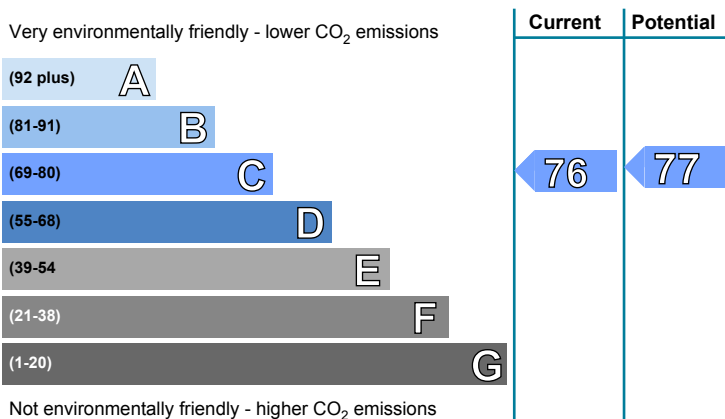 Very environmentally friendly - lower CO₂ emissions
Current Potential
(92 plus) A
(81-91) B
(69-80) C
76 77
(55-68) D
(39-54 E
(21-38) F
(1-20) G
Not environmentally friendly - higher CO₂ emissions